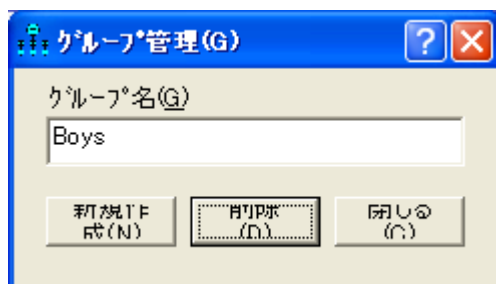 グループ管理(G)
グループ名(G)
Boys
新規作
成(N)
削除
(D)
閉じる
(C)